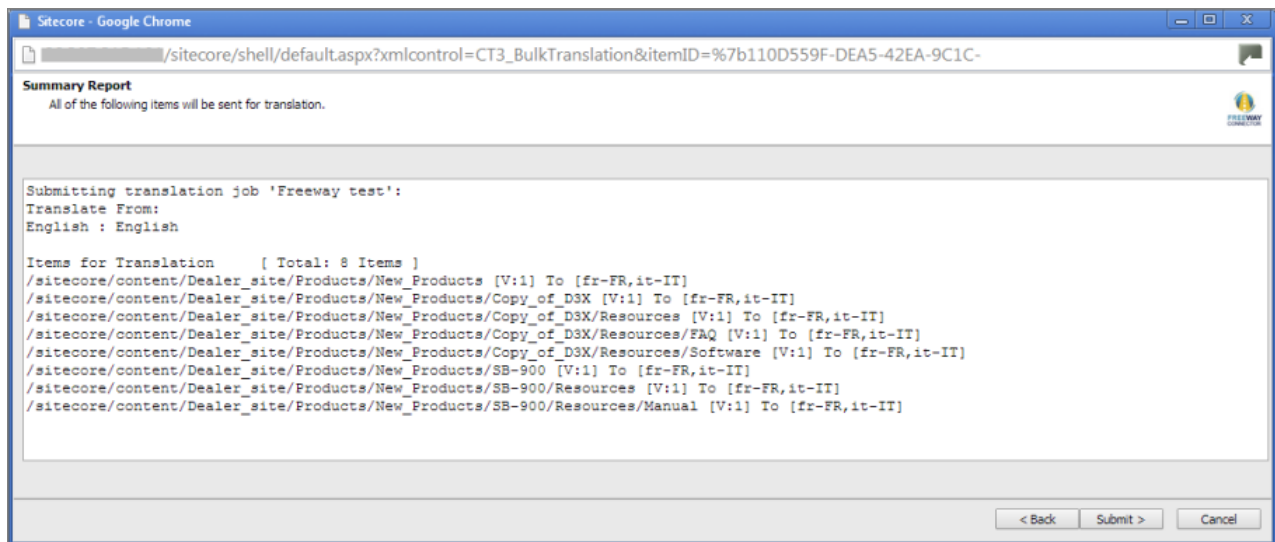 Sitecore - Google Chrome
/sitecore/shell/default.aspx?xmlcontrol=CT3_BulkTranslation&itemID=%7b110D559F-DEA5-42EA-9C1C-
Summary Report
All of the following items will be sent for translation.
FREEWAY
CONNECTOR
Submitting translation job 'Freeway test':
Translate From:
English : English
Items for Translation [ Total: 8 Items ]
/sitecore/content/Dealer_site/Products/New_Products [V:1] To [fr-FR,it-IT]
/sitecore/content/Dealer_site/Products/New_Products/Copy_of_D3X [V:1] To [fr-FR,it-IT]
/sitecore/content/Dealer_site/Products/New_Products/Copy_of_D3X/Resources [V:1] To [fr-FR,it-IT]
/sitecore/content/Dealer_site/Products/New_Products/Copy_of_D3X/Resources/FAQ [V:1] To [fr-FR,it-IT]
/sitecore/content/Dealer_site/Products/New_Products/Copy_of_D3X/Resources/Software [V:1] To [fr-FR,it-IT]
/sitecore/content/Dealer_site/Products/New_Products/SB-900 [V:1] To [fr-FR,it-IT]
/sitecore/content/Dealer_site/Products/New_Products/SB-900/Resources [V:1] To [fr-FR,it-IT]
/sitecore/content/Dealer_site/Products/New_Products/SB-900/Resources/Manual [V:1] To [fr-FR,it-IT]
< Back Submit > Cancel